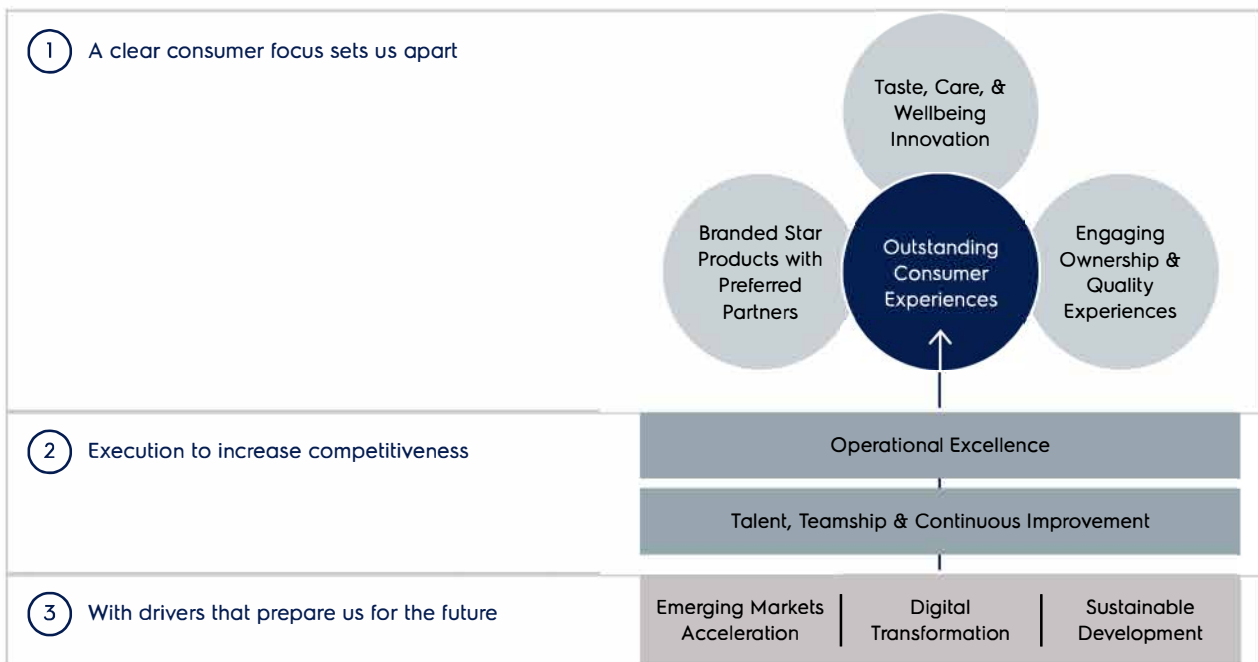 1 A clear consumer focus sets us apart
Taste, Care, &
Wellbeing
Innovation
Branded Star
Products with
Preferred
Partners
Outstanding
Consumer
Experiences
Engaging
Ownership &
Quality
Experiences
2 Execution to increase competitiveness
Operational Excellence
Talent, Teamship & Continuous Improvement
3 With drivers that prepare us for the future
Emerging Markets
Acceleration
Digital
Transformation
Sustainable
Development